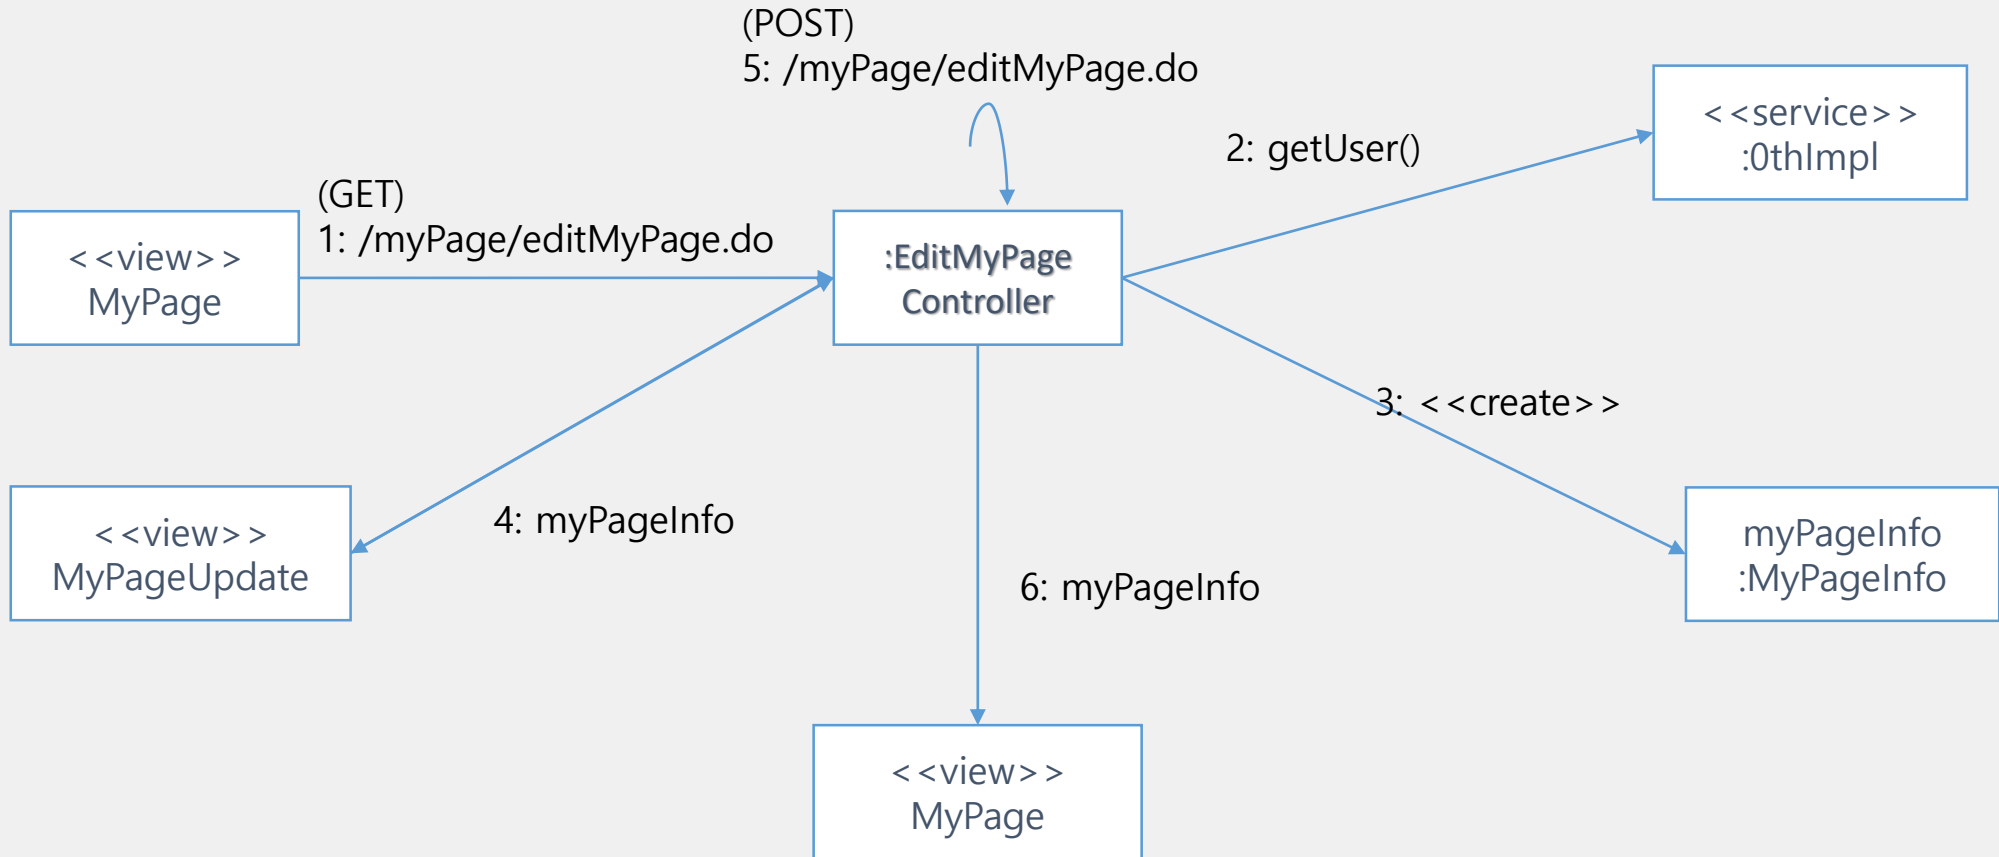 (POST)
5: /myPage/editMyPage.do
<<service>>
:0thImpl
2: getUser()
(GET)
1: /myPage/editMyPage.do
<<view>>
MyPage
:EditMyPage
Controller
3: <<create>>
<<view>>
MyPageUpdate
4: myPageInfo
myPageInfo
:MyPageInfo
6: myPageInfo
<<view>>
MyPage